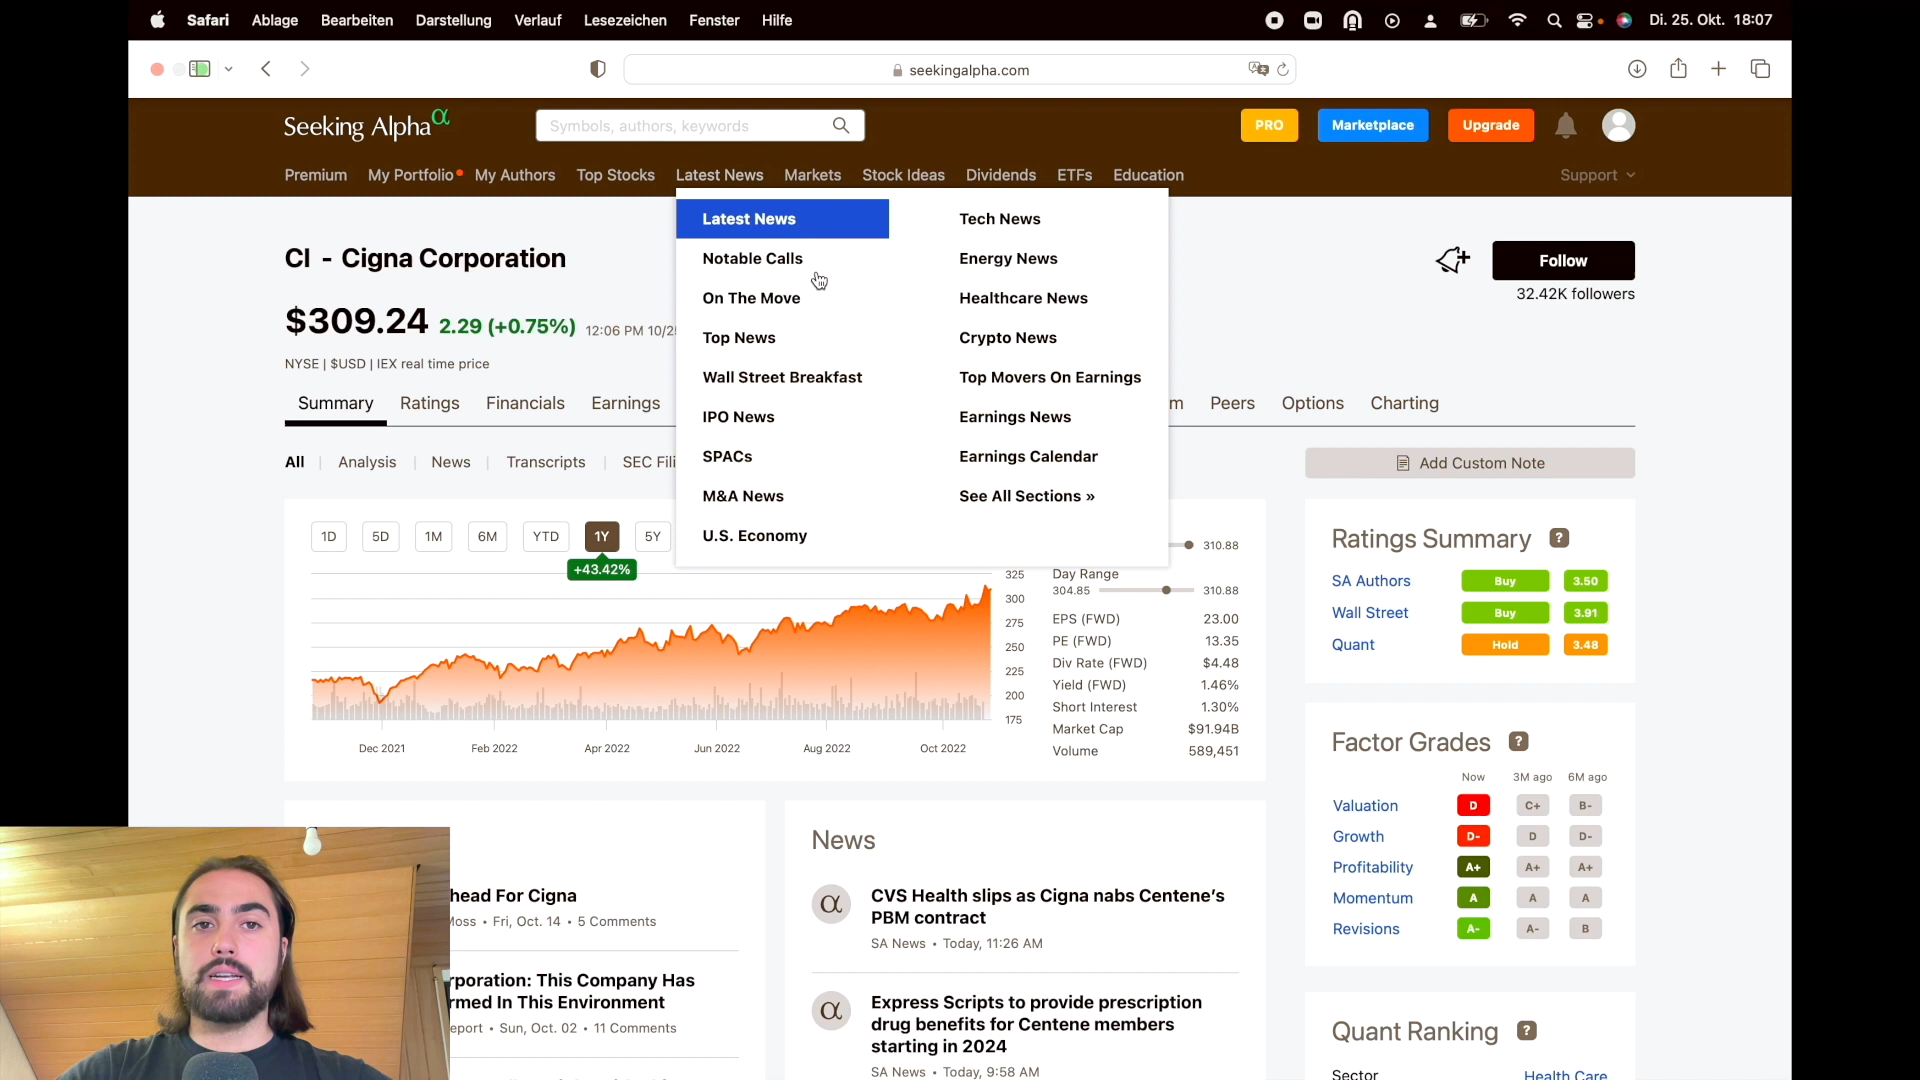 Safari Ablage Bearbeiten Darstellung Verlauf Lesezeichen Fenster Hilfe Di. 25. Okt. 18:07
seekingalpha.com
Seeking Alpha α
Symbols, authors, keywords
PRO Marketplace Upgrade
Premium My Portfolio My Authors Top Stocks Latest News Markets Stock Ideas Dividends ETFs Education Support
Latest News
Notable Calls
On The Move
Top News
Wall Street Breakfast
IPO News
SPACs
M&A News
U.S. Economy
Tech News
Energy News
Healthcare News
Crypto News
Top Movers On Earnings
Earnings News
Earnings Calendar
See All Sections »
CI - Cigna Corporation
Follow
32.42K followers
$309.24 2.29 (+0.75%) 12:06 PM 10/25
NYSE | $USD | IEX real time price
Summary Ratings Financials Earnings m Peers Options Charting
All | Analysis | News | Transcripts | SEC Fili
Add Custom Note
1D 5D 1M 6M YTD 1Y 5Y
+43.42%
325
300
275
250
225
200
175
Dec 2021 Feb 2022 Apr 2022 Jun 2022 Aug 2022 Oct 2022
310.88
Day Range
304.85 310.88
EPS (FWD) 23.00
PE (FWD) 13.35
Div Rate (FWD) $4.48
Yield (FWD) 1.46%
Short Interest 1.30%
Market Cap $91.94B
Volume 589,451
Ratings Summary ?
SA Authors Buy 3.50
Wall Street Buy 3.91
Quant Hold 3.48
Factor Grades ?
Now 3M ago 6M ago
Valuation D C+ B-
Growth D- D D-
Profitability A+ A+ A+
Momentum A A A
Revisions A- A- B
Quant Ranking ?
Sector Health Care
head For Cigna
Moss • Fri, Oct. 14 • 5 Comments
rporation: This Company Has
rmed In This Environment
eport • Sun, Oct. 02 • 11 Comments
News
α
CVS Health slips as Cigna nabs Centene's
PBM contract
SA News • Today, 11:26 AM
α
Express Scripts to provide prescription
drug benefits for Centene members
starting in 2024
SA News • Today, 9:58 AM